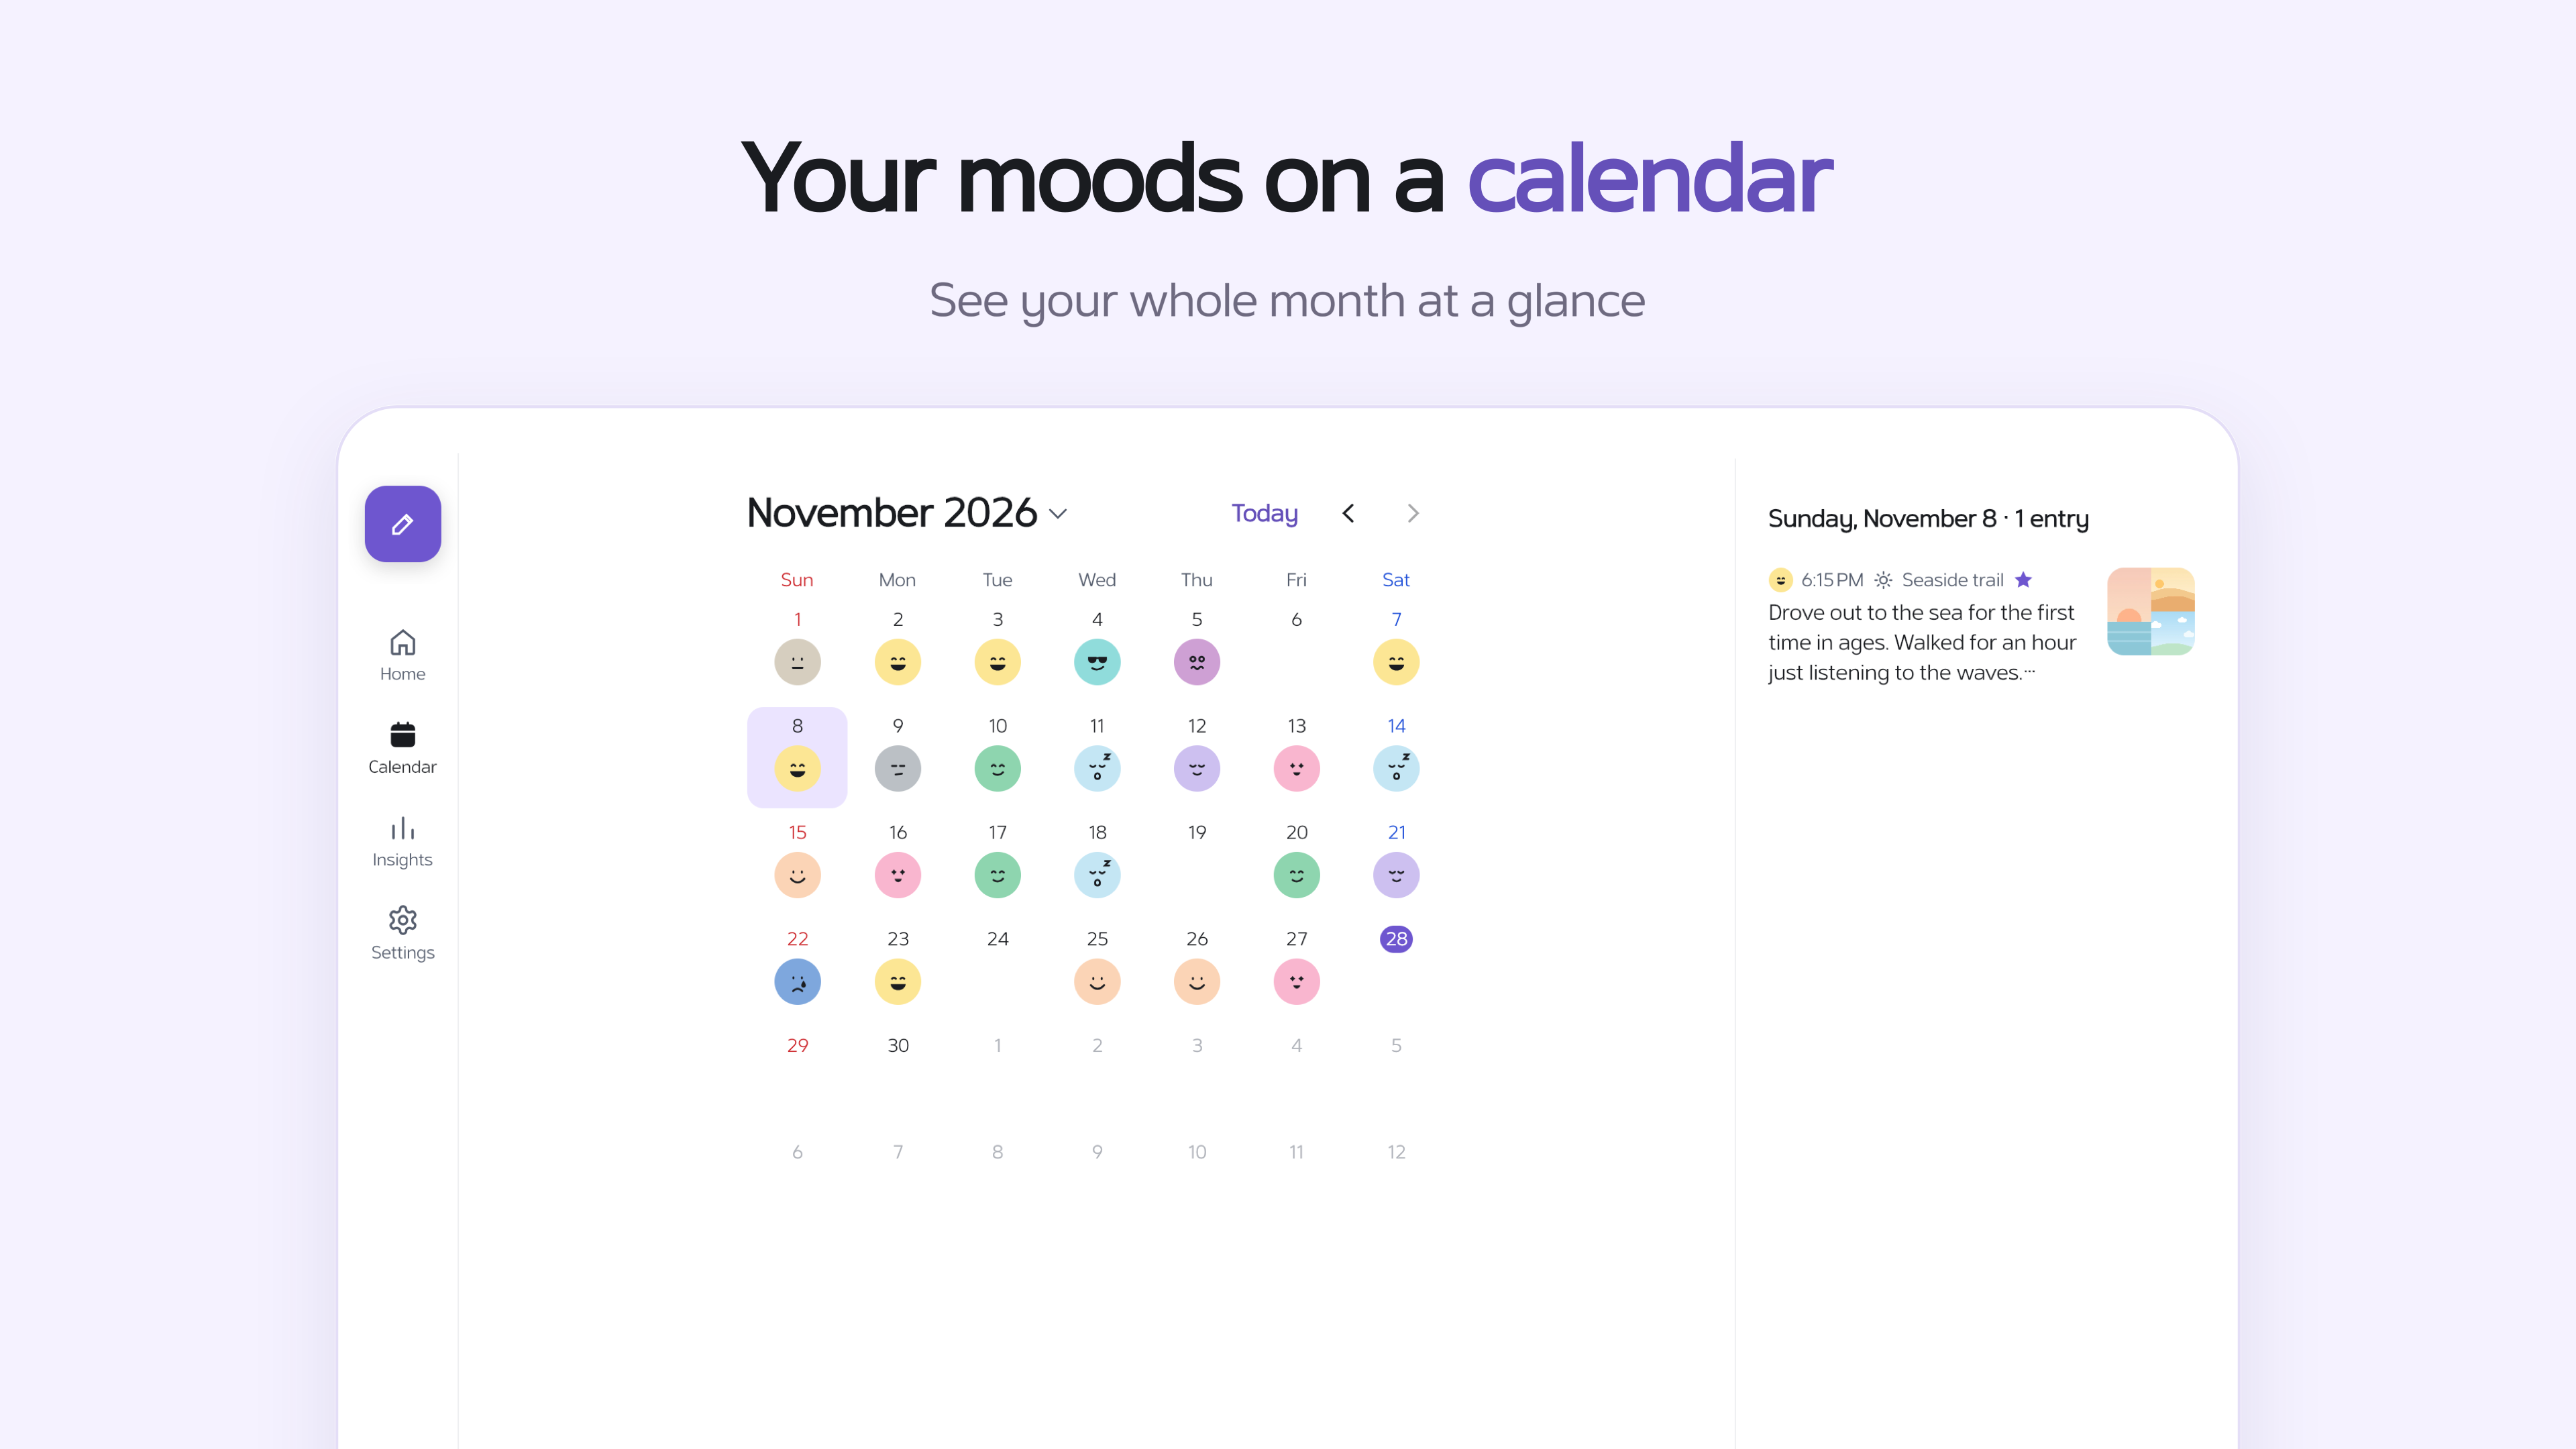 Your moods on a calendar
See your whole month at a glance
Home
Calendar
Insights
Settings
November 2026
Today
Sun Mon Tue Wed Thu Fri Sat
1 2 3 4 5 6 7
8 9 10 11 12 13 14
15 16 17 18 19 20 21
22 23 24 25 26 27 28
29 30 1 2 3 4 5
6 7 8 9 10 11 12
Sunday, November 8 · 1 entry
6:15 PM Seaside trail
Drove out to the sea for the first
time in ages. Walked for an hour
just listening to the waves.…